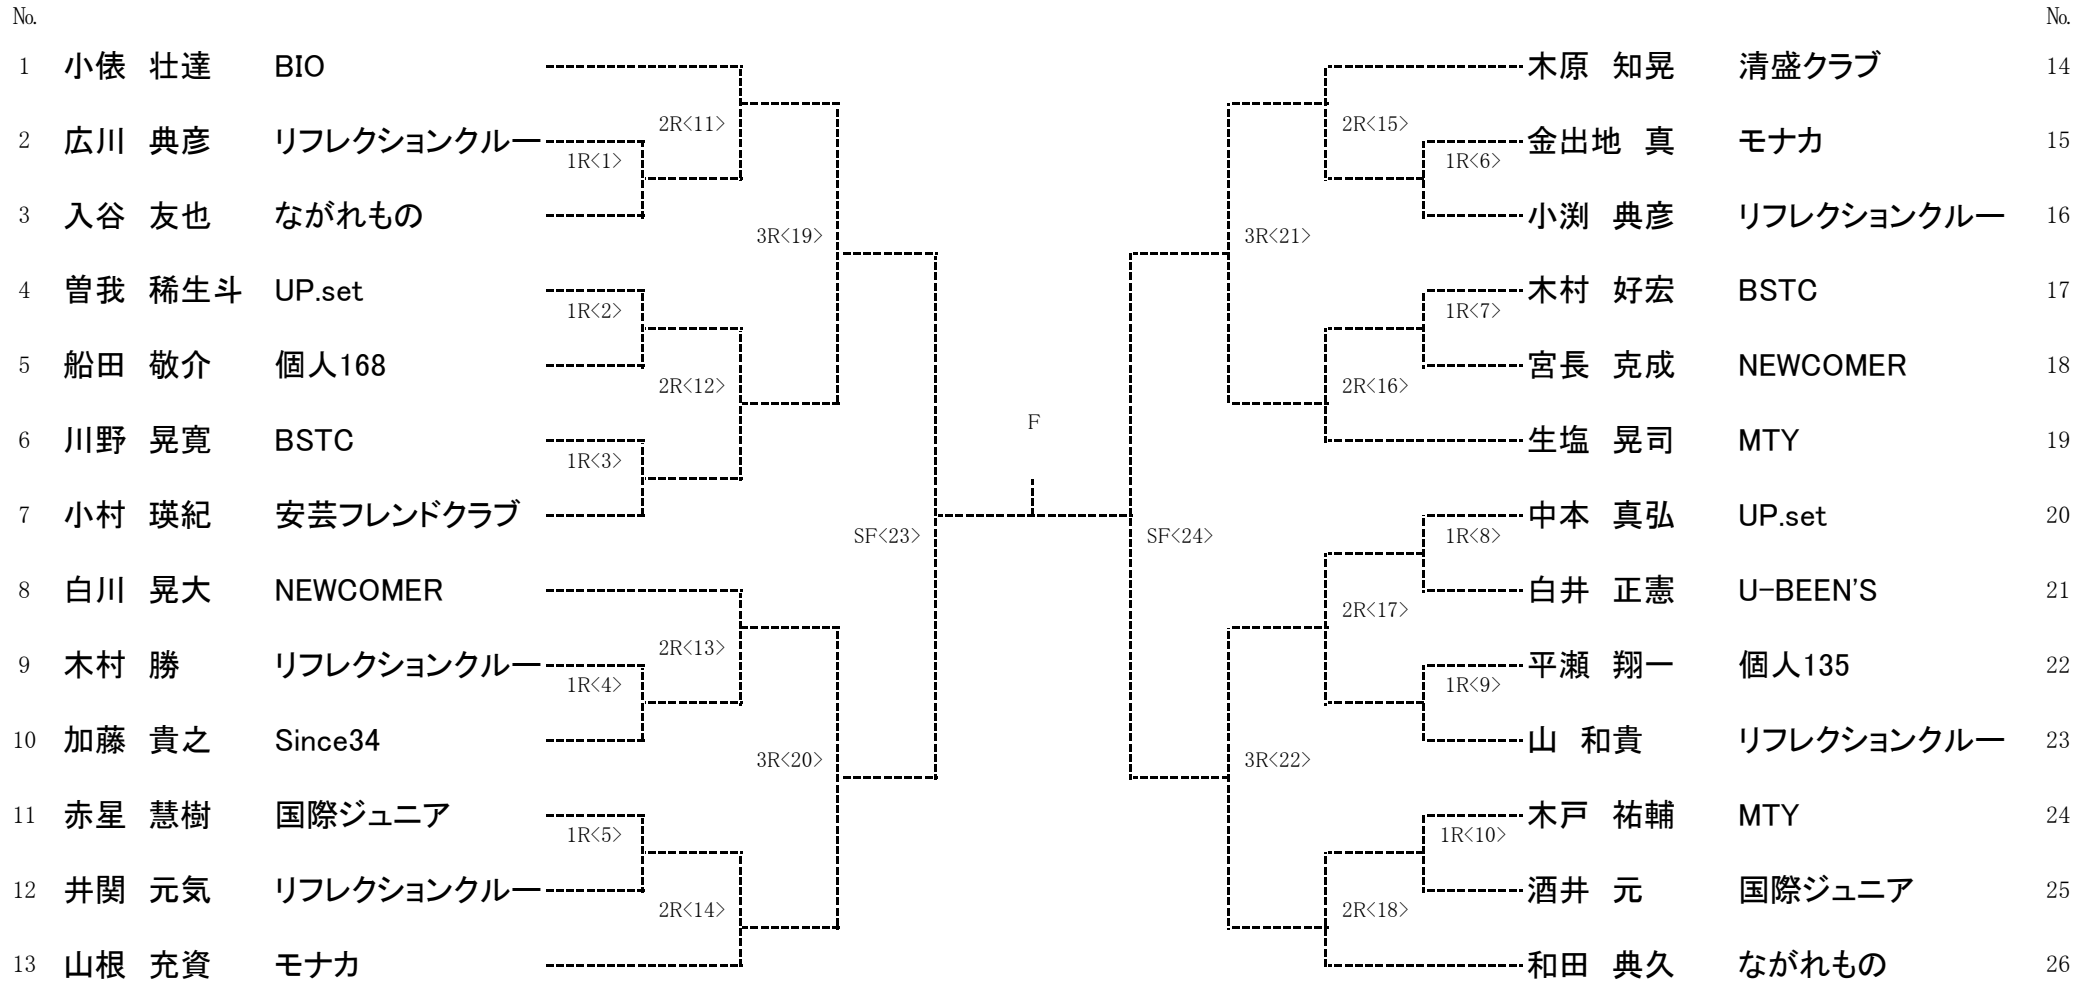 No. No.
1 小俵 壮達 BIO 木原 知晃 清盛クラブ 14
2R<11> 2R<15>
2 広川 典彦 リフレクションクルー 金出地 真 モナカ 15
1R<1> 1R<6>
3 入谷 友也 ながれもの 小渕 典彦 リフレクションクルー 16
3R<19> 3R<21>
4 曽我 稀生斗 UP.set 木村 好宏 BSTC 17
1R<2> 1R<7>
5 船田 敬介 個人168 宮長 克成 NEWCOMER 18
2R<12> 2R<16>
F
6 川野 晃寛 BSTC 生塩 晃司 MTY 19
1R<3>
7 小村 瑛紀 安芸フレンドクラブ 中本 真弘 UP.set 20
SF<23> SF<24> 1R<8>
8 白川 晃大 NEWCOMER 白井 正憲 U-BEEN'S 21
2R<17>
2R<13>
9 木村 勝 リフレクションクルー 平瀬 翔一 個人135 22
1R<4> 1R<9>
10 加藤 貴之 Since34 山 和貴 リフレクションクルー 23
3R<20> 3R<22>
11 赤星 慧樹 国際ジュニア 木戸 祐輔 MTY 24
1R<5> 1R<10>
12 井関 元気 リフレクションクルー 酒井 元 国際ジュニア 25
2R<14> 2R<18>
13 山根 充資 モナカ 和田 典久 ながれもの 26